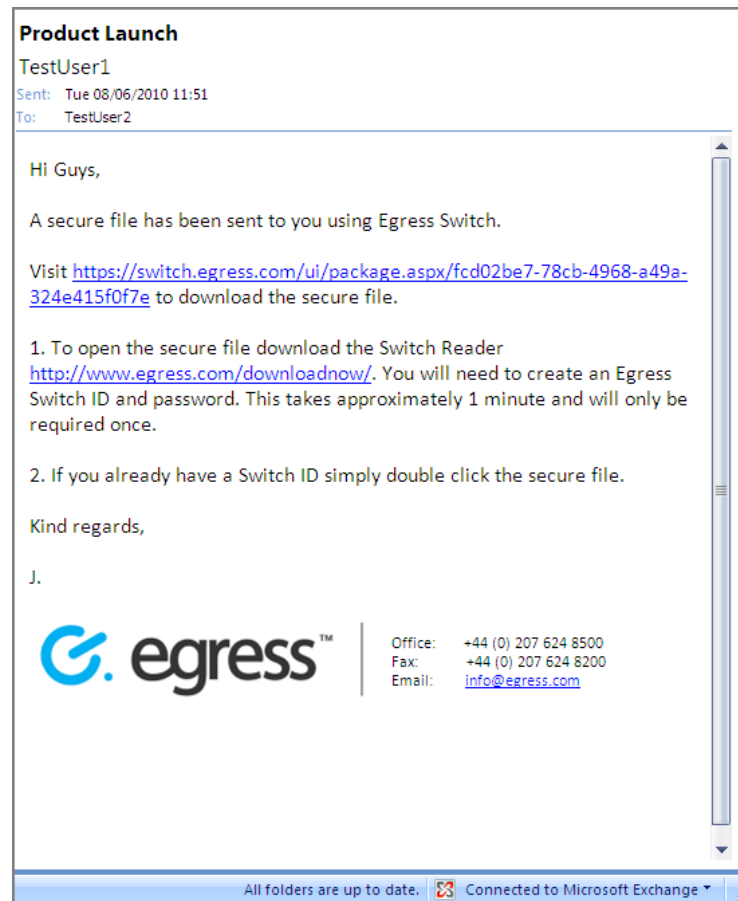 Product Launch
TestUser1
Sent: Tue 08/06/2010 11:51
To: TestUser2
Hi Guys,
A secure file has been sent to you using Egress Switch.
Visit https://switch.egress.com/ui/package.aspx/fcd02be7-78cb-4968-a49a-
324e415f0f7e to download the secure file.
1. To open the secure file download the Switch Reader
http://www.egress.com/downloadnow/. You will need to create an Egress
Switch ID and password. This takes approximately 1 minute and will only be
required once.
2. If you already have a Switch ID simply double click the secure file.
Kind regards,
J.
egress™
Office: +44 (0) 207 624 8500
Fax: +44 (0) 207 624 8200
Email: info@egress.com
All folders are up to date. Connected to Microsoft Exchange